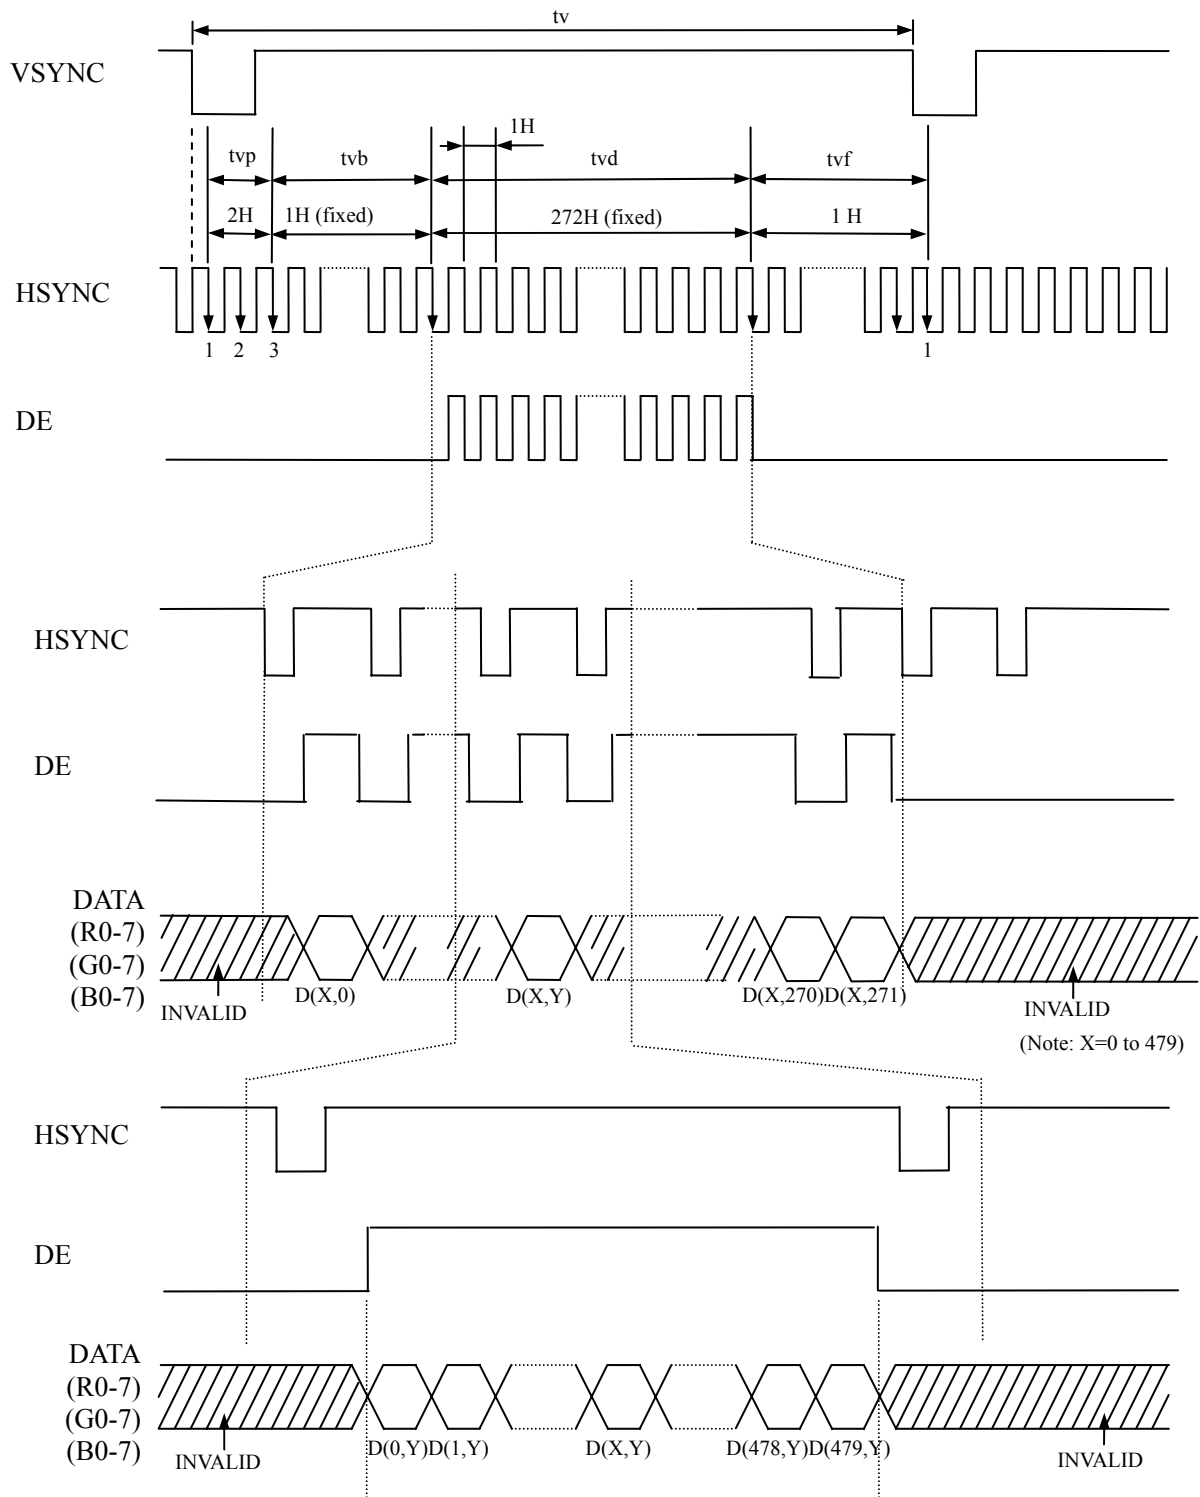 tv
VSYNC
1H
tvp tvb tvd tvf
2H 1H (fixed) 272H (fixed) 1 H
HSYNC
1 2 3 1
DE
HSYNC
DE
DATA
(R0-7)
(G0-7)
(B0-7)
D(X,0) D(X,Y) D(X,270) D(X,271)
INVALID INVALID
(Note: X=0 to 479)
HSYNC
DE
DATA
(R0-7)
(G0-7)
(B0-7)
D(0,Y) D(1,Y) D(X,Y) D(478,Y) D(479,Y)
INVALID INVALID